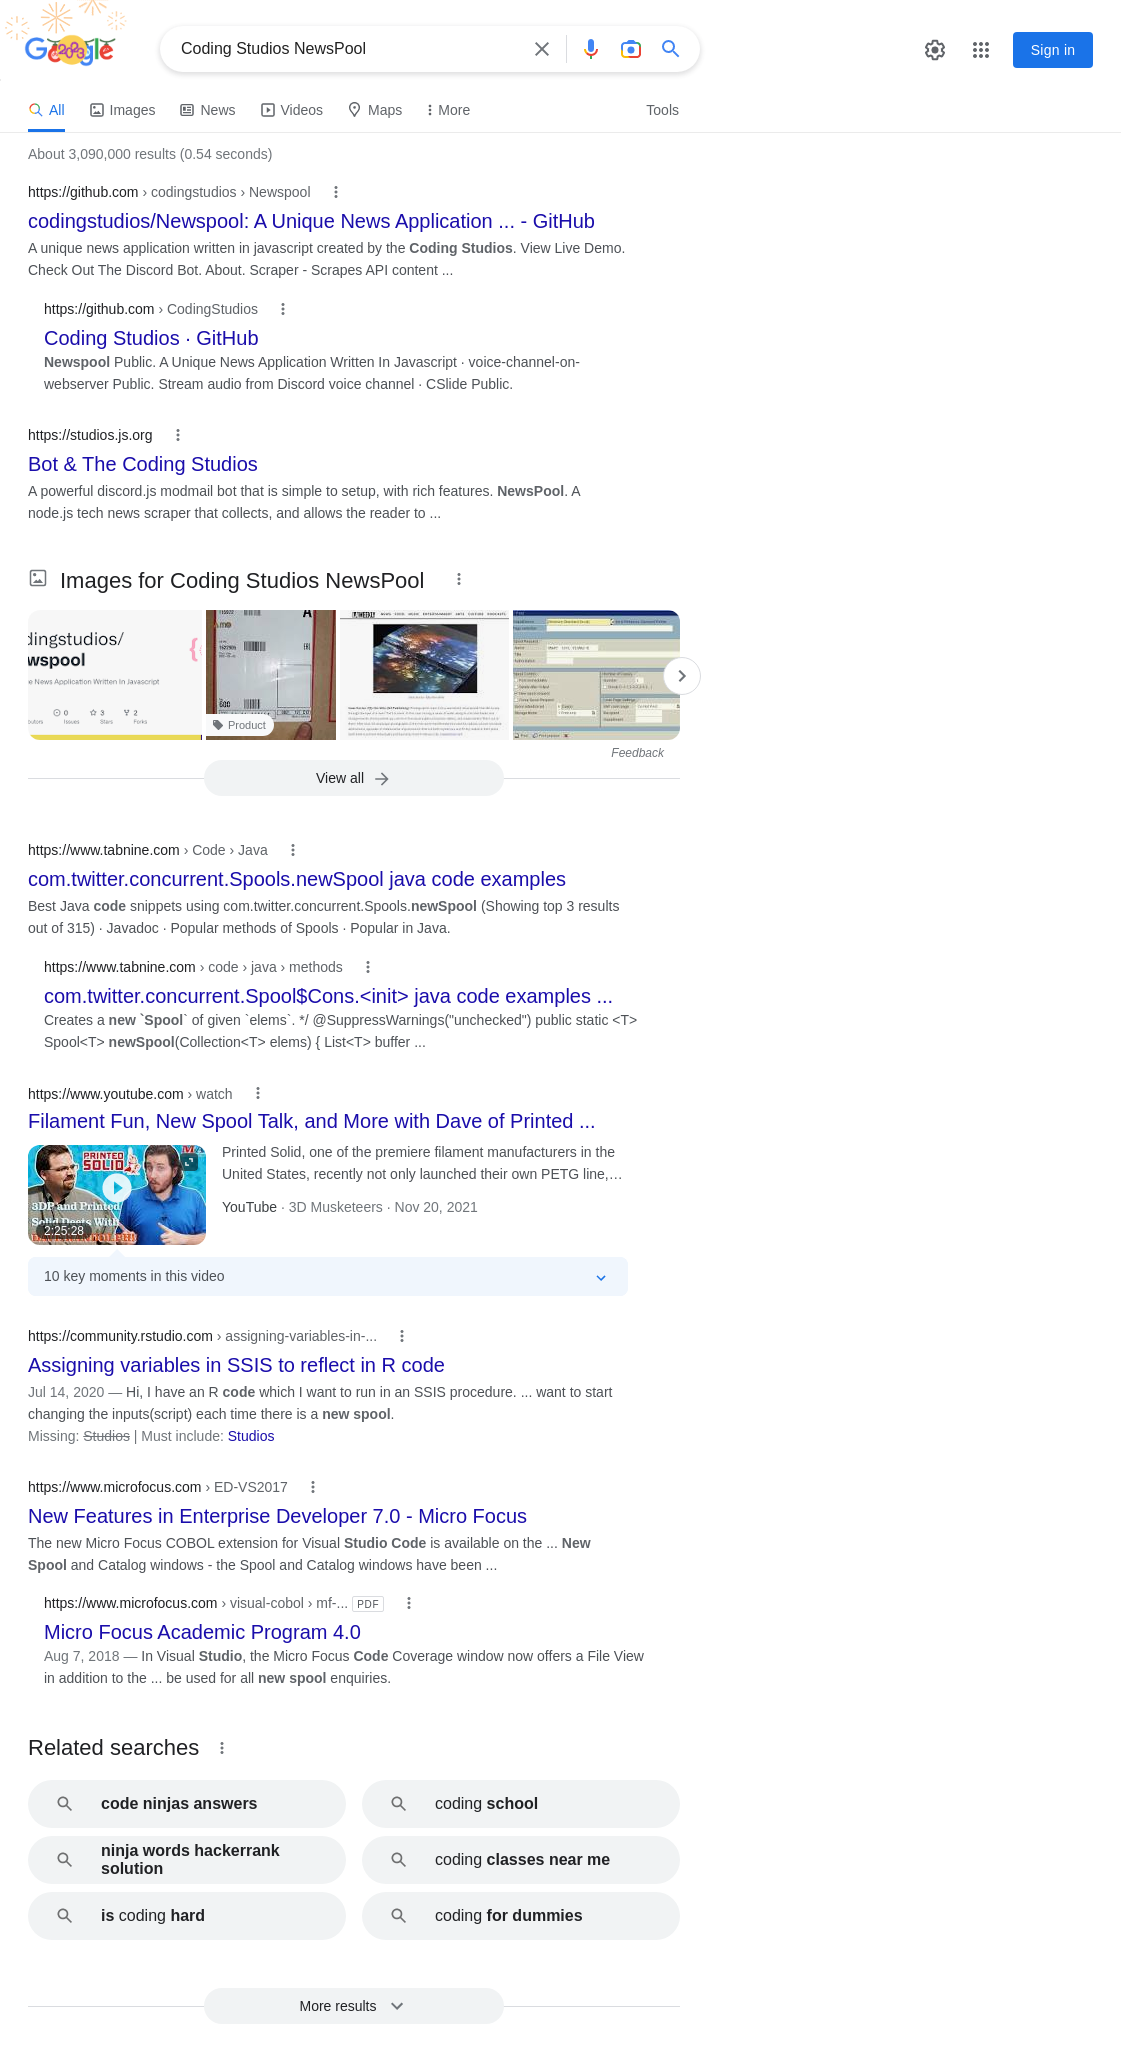 Google
Coding Studios NewsPool
Sign in
All
Images
News
Videos
Maps
More
Tools
About 3,090,000 results (0.54 seconds)
https://github.com › codingstudios › Newspool
codingstudios/Newspool: A Unique News Application ... - GitHub
A unique news application written in javascript created by the Coding Studios. View Live Demo.
Check Out The Discord Bot. About. Scraper - Scrapes API content ...
https://github.com › CodingStudios
Coding Studios · GitHub
Newspool Public. A Unique News Application Written In Javascript · voice-channel-on-
webserver Public. Stream audio from Discord voice channel · CSlide Public.
https://studios.js.org
Bot & The Coding Studios
A powerful discord.js modmail bot that is simple to setup, with rich features. NewsPool. A
node.js tech news scraper that collects, and allows the reader to ...
Images for Coding Studios NewsPool
dingstudios/
wspool
e News Application Written In Javascript
0
3
2
Issues
Stars
Forks
Product
Feedback
View all
https://www.tabnine.com › Code › Java
com.twitter.concurrent.Spools.newSpool java code examples
Best Java code snippets using com.twitter.concurrent.Spools.newSpool (Showing top 3 results
out of 315) · Javadoc · Popular methods of Spools · Popular in Java.
https://www.tabnine.com › code › java › methods
com.twitter.concurrent.Spool$Cons.<init> java code examples ...
Creates a new `Spool` of given `elems`. */ @SuppressWarnings("unchecked") public static <T>
Spool<T> newSpool(Collection<T> elems) { List<T> buffer ...
https://www.youtube.com › watch
Filament Fun, New Spool Talk, and More with Dave of Printed ...
PRINTED
SOLID
3DP and Printed
Solid Deets With
2:25:28
Printed Solid, one of the premiere filament manufacturers in the
United States, recently not only launched their own PETG line,…
YouTube · 3D Musketeers · Nov 20, 2021
10 key moments in this video
https://community.rstudio.com › assigning-variables-in-...
Assigning variables in SSIS to reflect in R code
Jul 14, 2020 — Hi, I have an R code which I want to run in an SSIS procedure. ... want to start
changing the inputs(script) each time there is a new spool.
Missing: Studios | Must include: Studios
https://www.microfocus.com › ED-VS2017
New Features in Enterprise Developer 7.0 - Micro Focus
The new Micro Focus COBOL extension for Visual Studio Code is available on the ... New
Spool and Catalog windows - the Spool and Catalog windows have been ...
https://www.microfocus.com › visual-cobol › mf-... PDF
Micro Focus Academic Program 4.0
Aug 7, 2018 — In Visual Studio, the Micro Focus Code Coverage window now offers a File View
in addition to the ... be used for all new spool enquiries.
Related searches
code ninjas answers
coding school
ninja words hackerrank
solution
coding classes near me
is coding hard
coding for dummies
More results